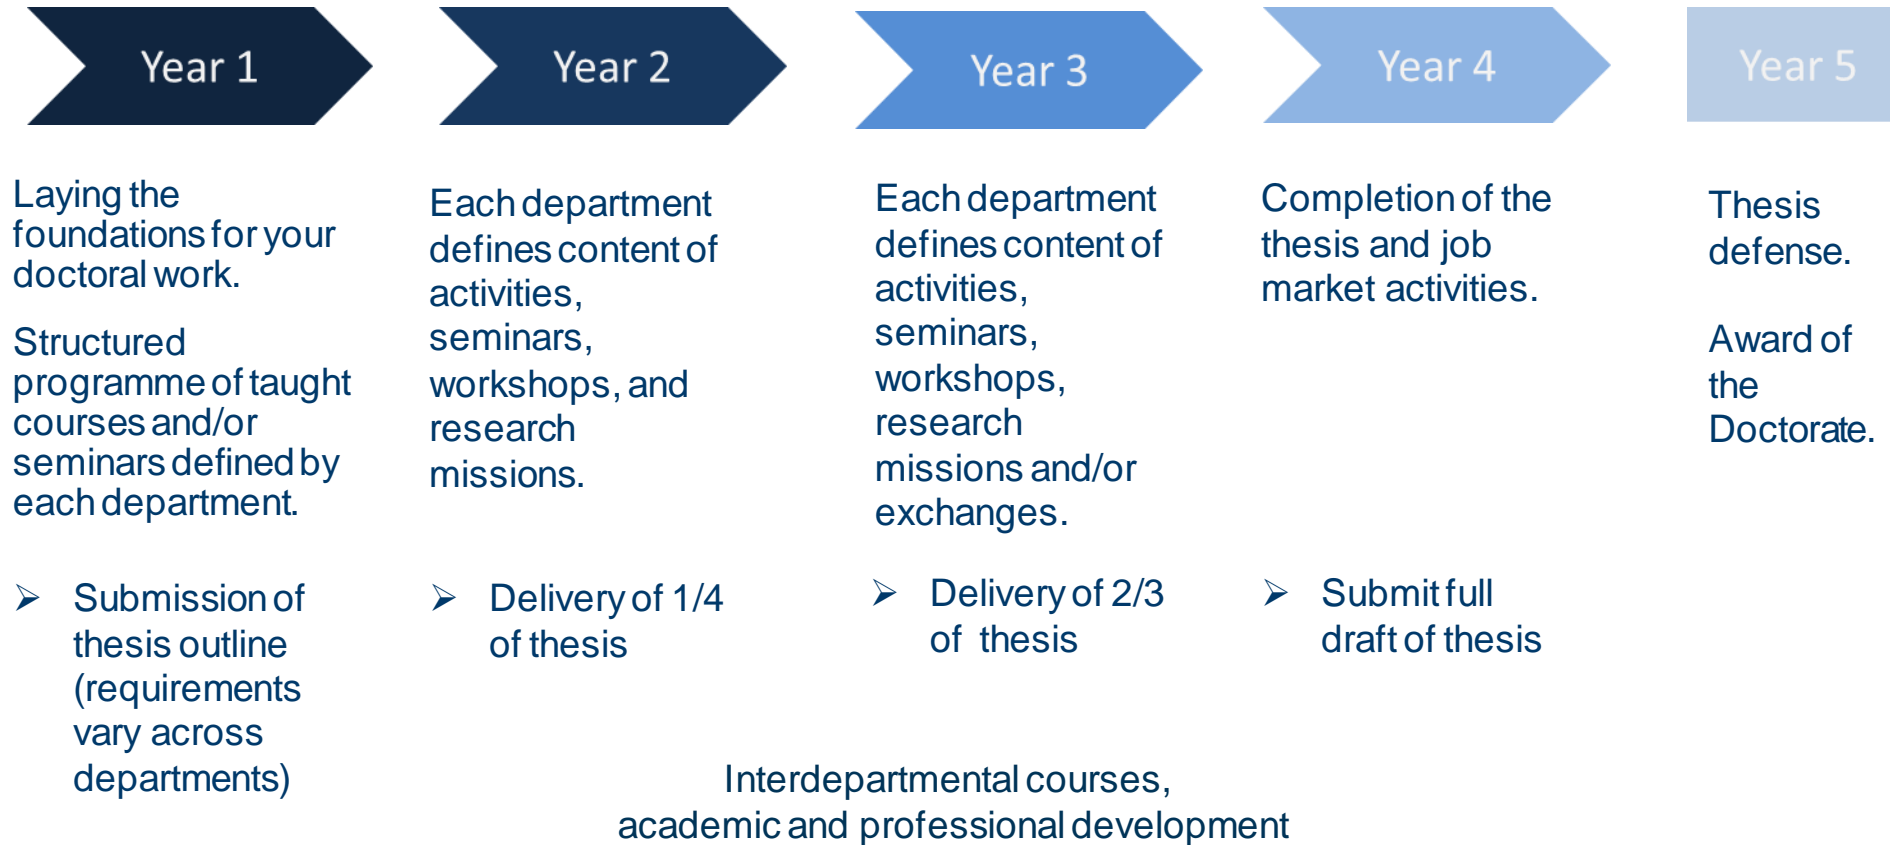 Year 1
Year 2
Year 3
Year 4
Year 5
Laying the
foundations for your
doctoral work.
Structured
programme of taught
courses and/or
seminars defined by
each department.
➢ Submission of
thesis outline
(requirements
vary across
departments)
Each department
defines content of
activities,
seminars,
workshops, and
research
missions.
➢ Delivery of 1/4
of thesis
Each department
defines content of
activities,
seminars,
workshops,
research
missions and/or
exchanges.
➢ Delivery of 2/3
of thesis
Completion of the
thesis and job
market activities.
➢ Submit full
draft of thesis
Thesis
defense.
Award of
the
Doctorate.
Interdepartmental courses,
academic and professional development